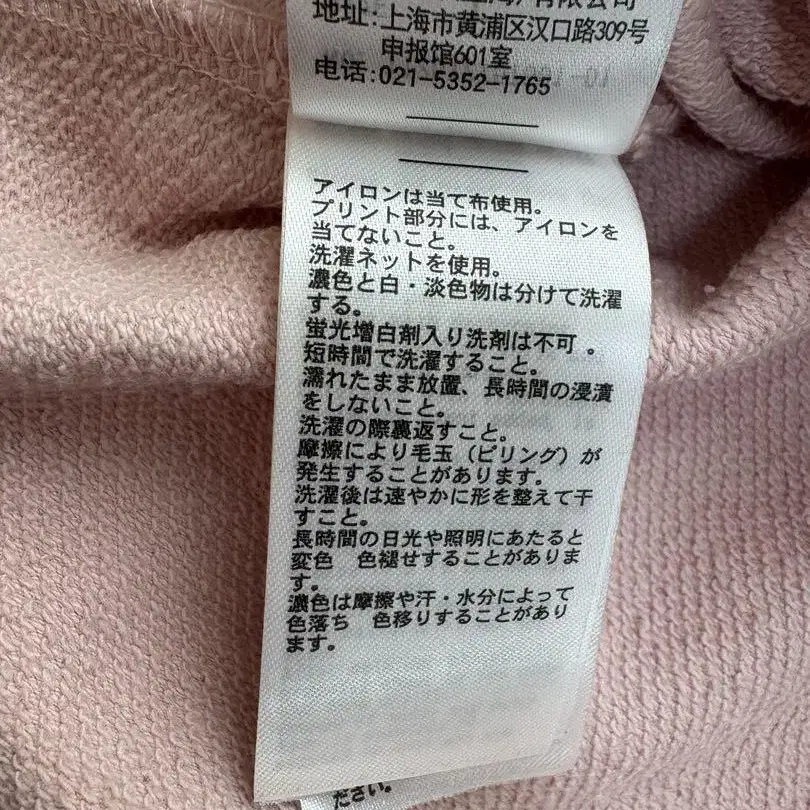 有限公司
地址:上海市黄浦区汉口路309号
申报馆601室
电话:021-5352-1765
アイロンは当て布使用。
プリント部分には、アイロンを
当てないこと。
洗濯ネットを使用。
濃色と白・淡色物は分けて洗濯
する。
蛍光増白剤入り洗剤は不可 。
短時間で洗濯すること。
濡れたまま放置、長時間の浸漬
をしないこと。
洗濯の際裏返すこと。
摩擦により毛玉（ピリング）が
発生することがあります。
洗濯後は速やかに形を整えて干
すこと。
長時間の日光や照明にあたると
変色　色褪せすることがありま
す。
濃色は摩擦や汗・水分によって
色落ち　色移りすることがあり
ます。
ださい。